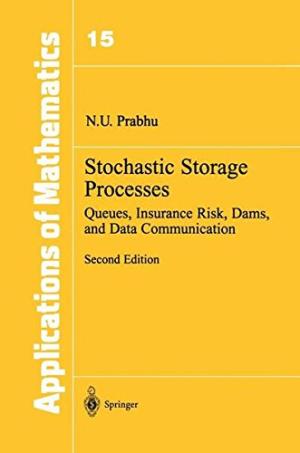 Applications of Mathematics
15
N.U. Prabhu
Stochastic Storage
Processes
Queues, Insurance Risk, Dams,
and Data Communication
Second Edition
Springer